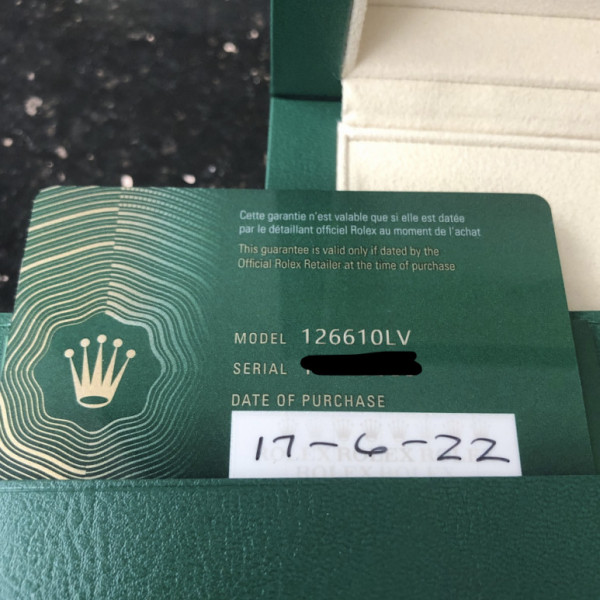 Cette garantie n'est valable que si elle est datée
par le détaillant officiel Rolex au moment de l'achat
This guarantee is valid only if dated by the
Official Rolex Retailer at the time of purchase
MODEL 126610LV
SERIAL
DATE OF PURCHASE
17-6-22
ROLEX